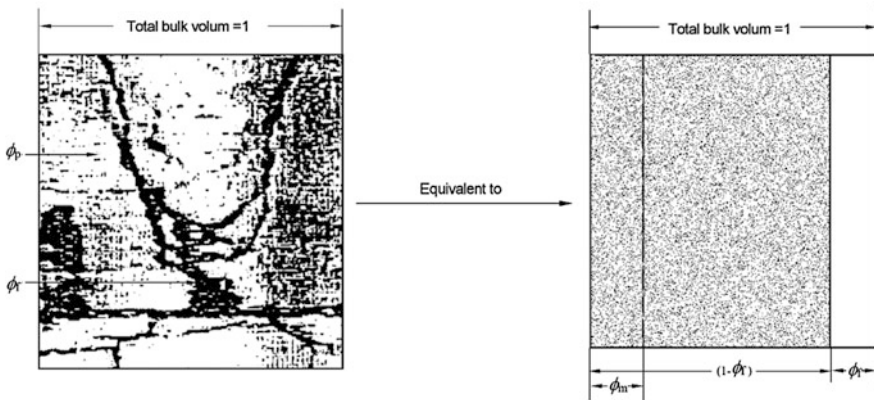 Total bulk volum =1
Total bulk volum =1
ϕp
Equivalent to
ϕf
(1-ϕf)
ϕf
ϕm